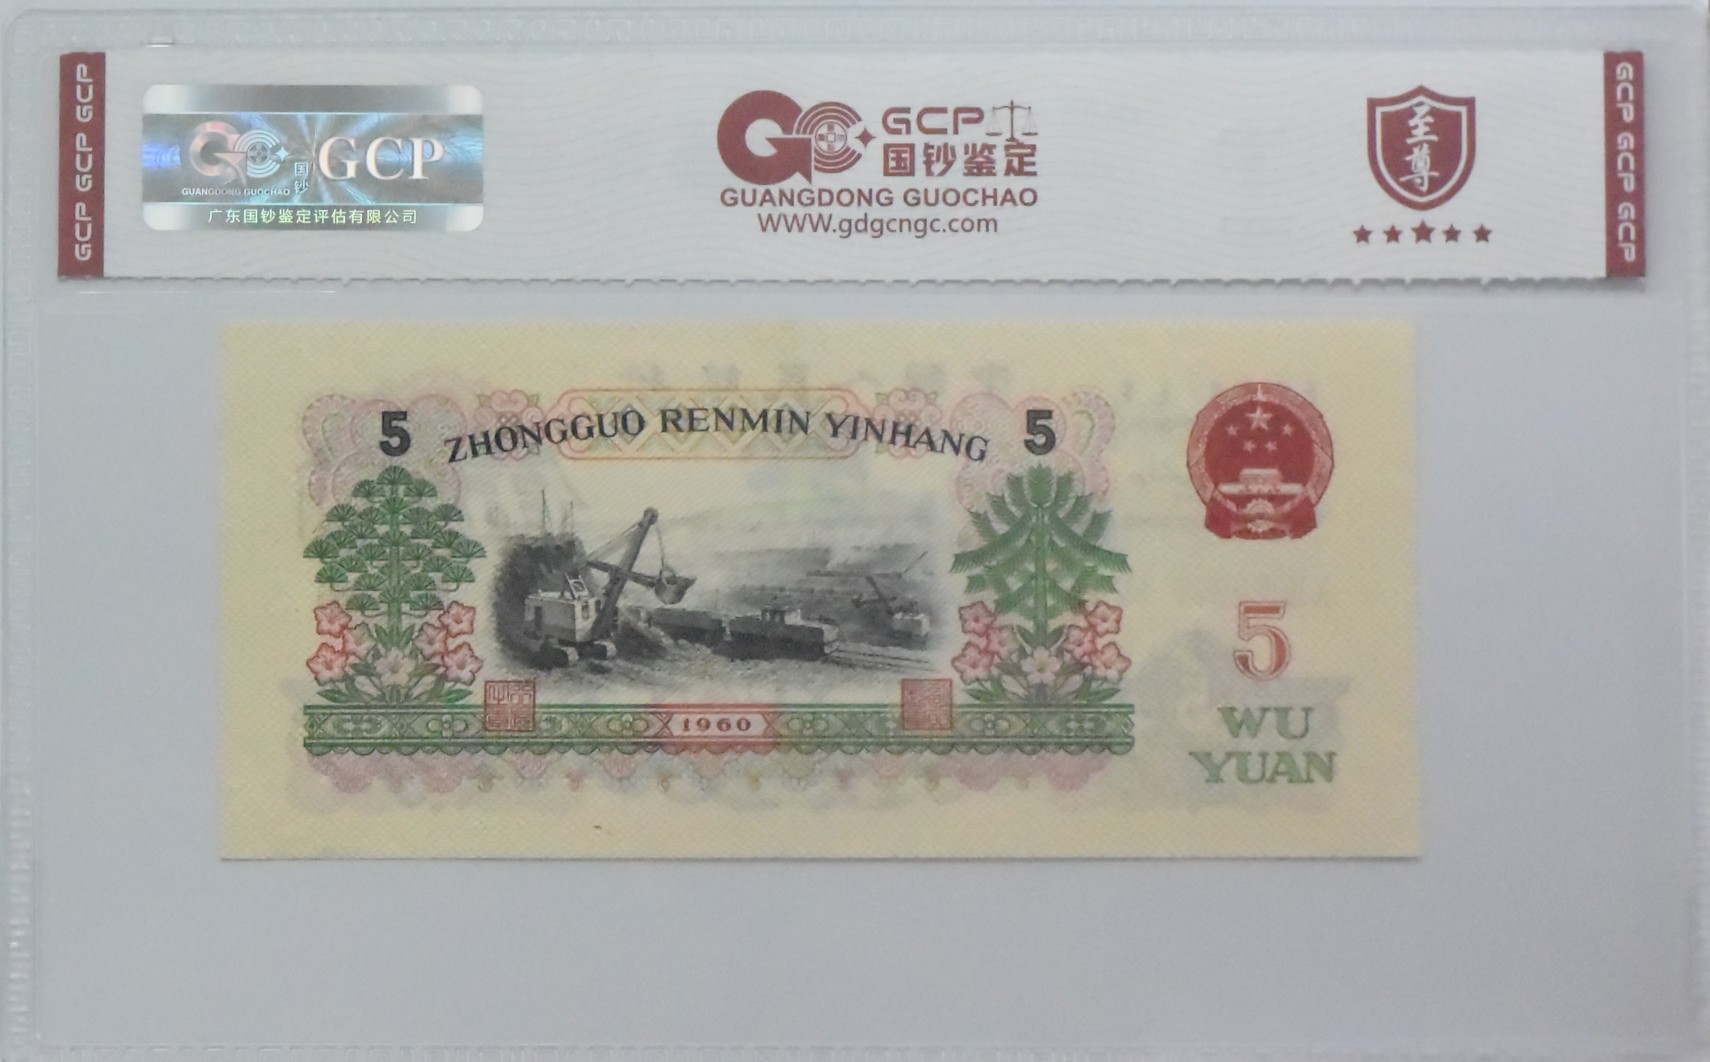 GCP GCP GCP
国钞
GCP
GUANGDONG GUOCHAO
广东国钞鉴定评估有限公司
GCP
国钞鉴定
GUANGDONG GUOCHAO
WWW.gdgcngc.com
至尊
GCP GCP GCP GCP
5 ZHONGGUO RENMIN YINHANG 5
5
1960
WU
YUAN